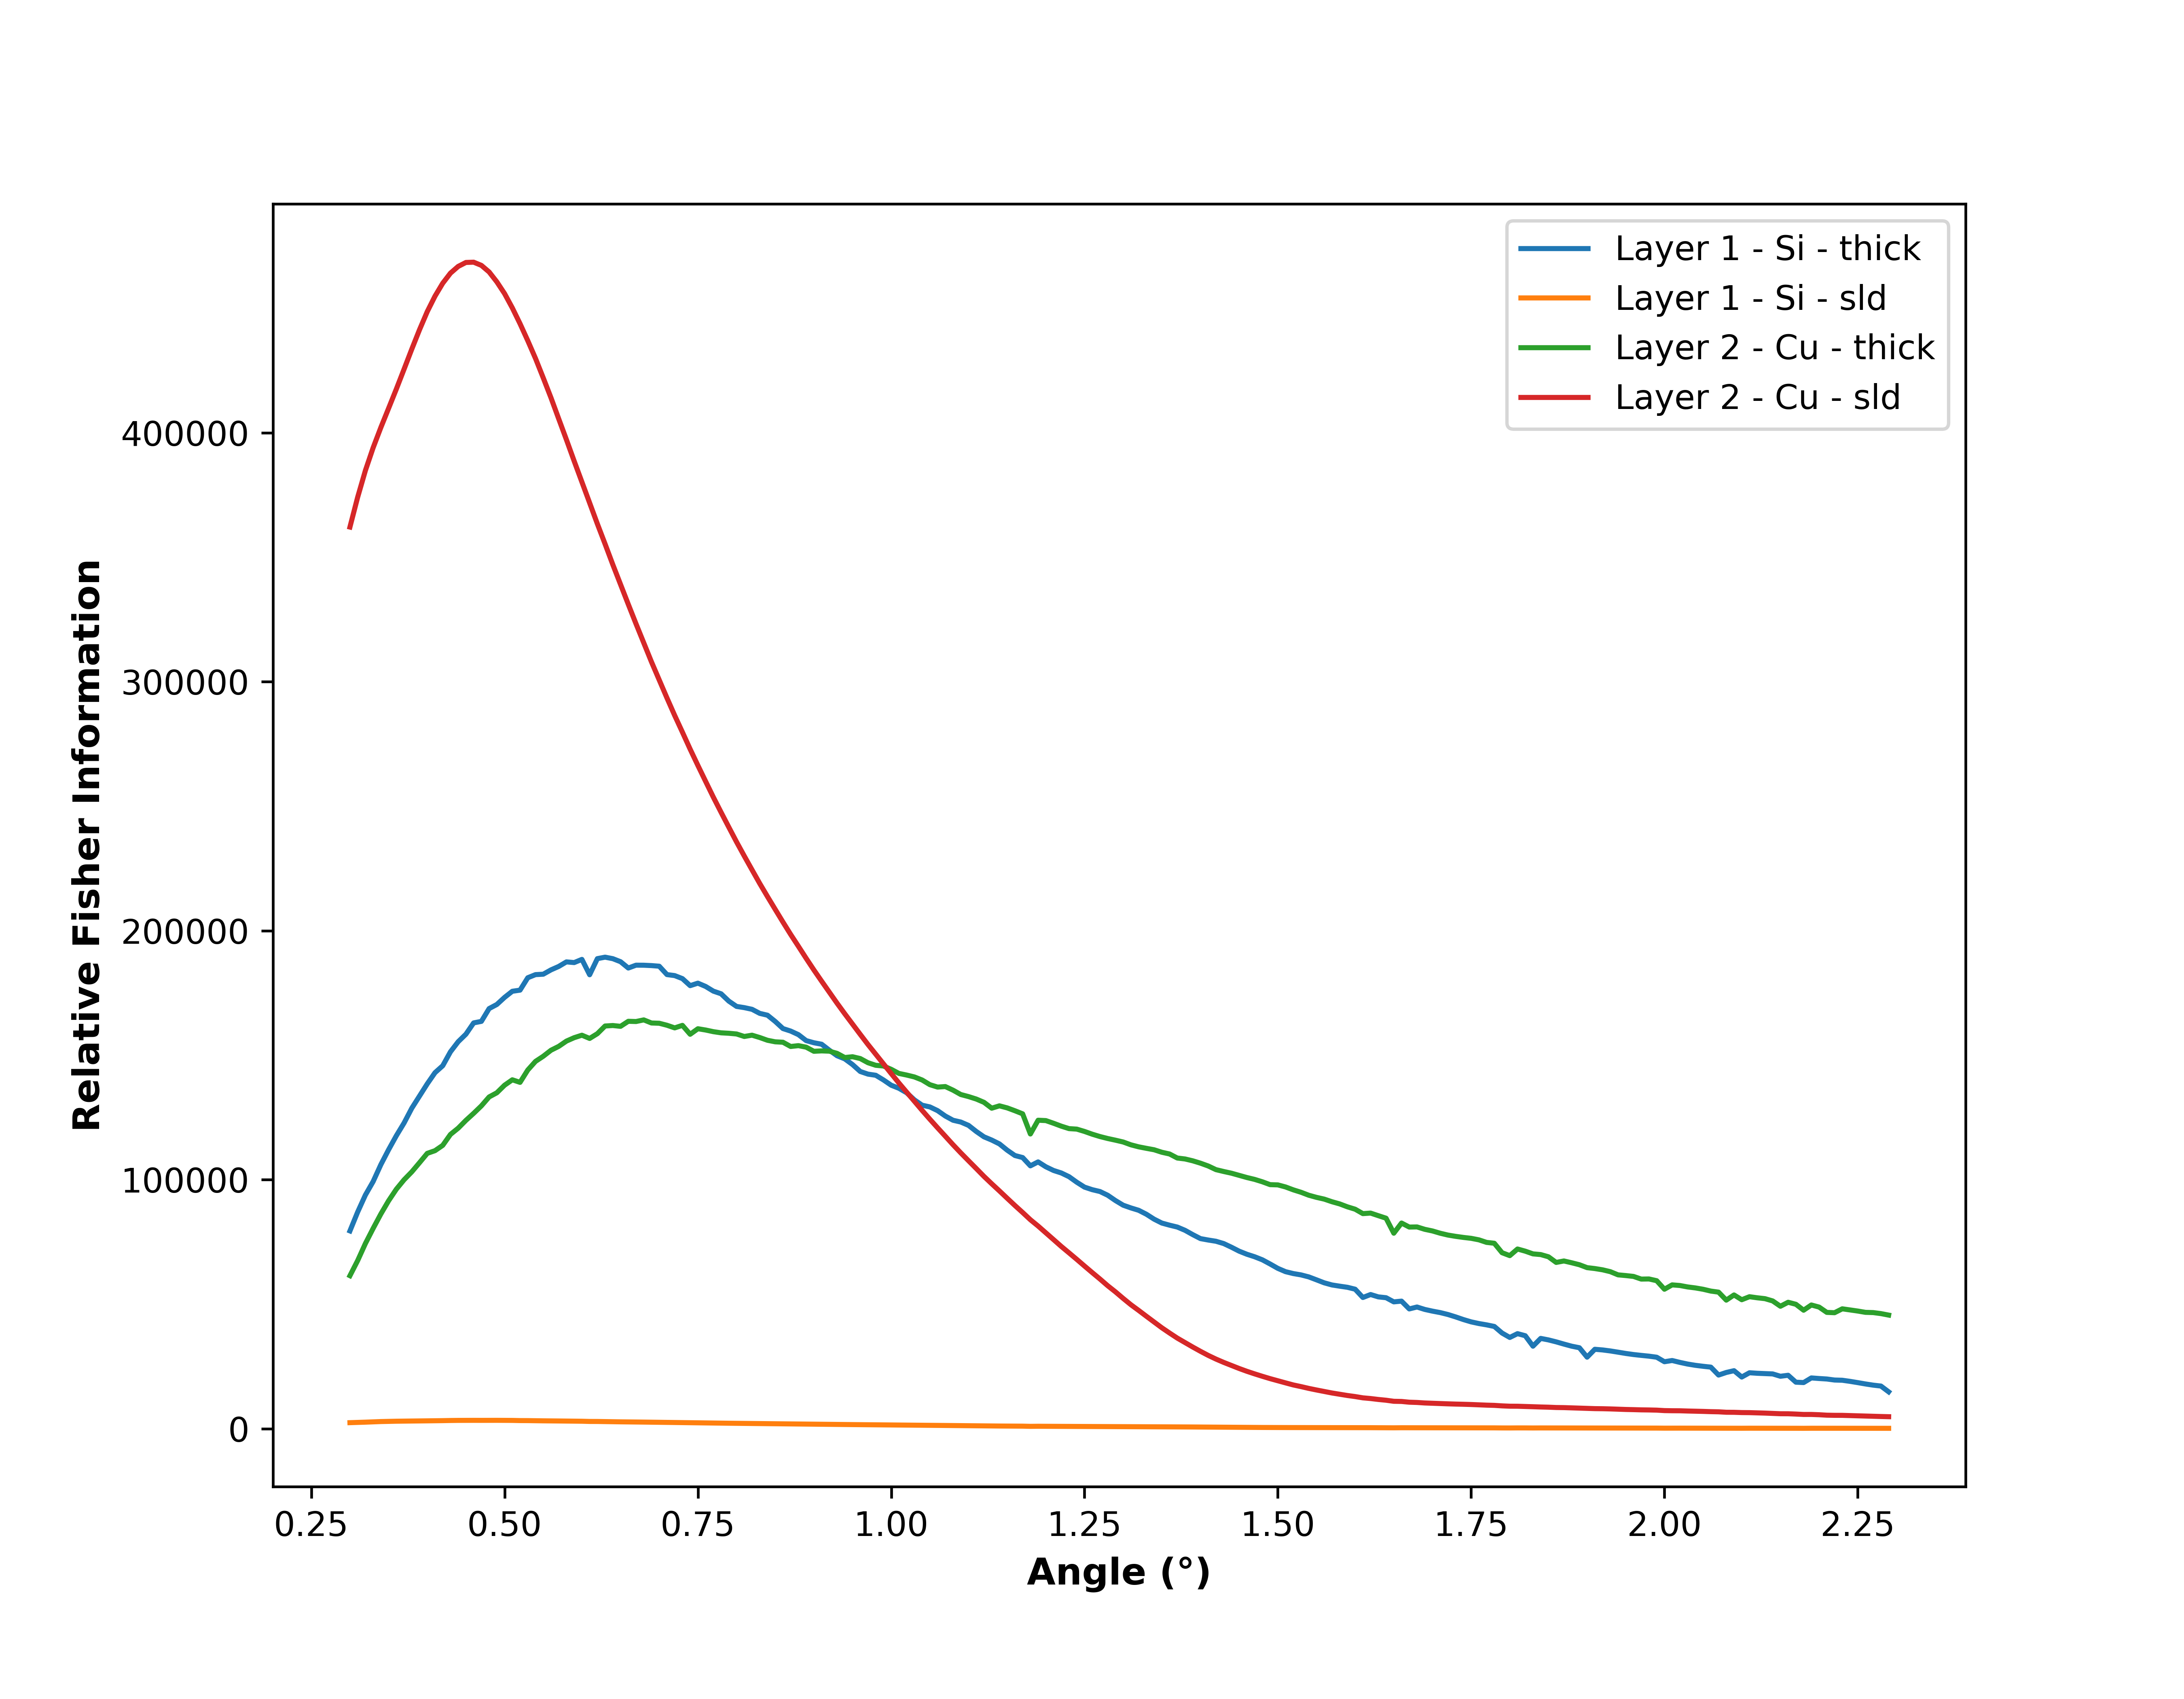 Layer 1 - Si - thick
Layer 1 - Si - sld
Layer 2 - Cu - thick
Layer 2 - Cu - sld
Relative Fisher Information
400000
300000
200000
100000
0
0.25 0.50 0.75 1.00 1.25 1.50 1.75 2.00 2.25
Angle (°)